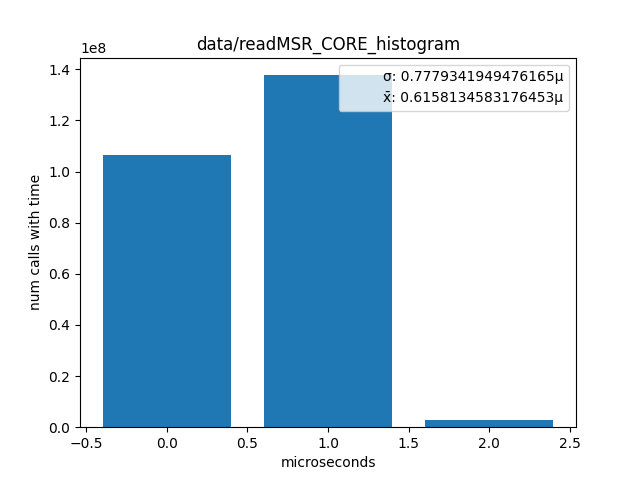 data/readMSR_CORE_histogram
1e8
σ: 0.7779341949476165μ
x̄: 0.6158134583176453μ
1.4
1.2
1.0
0.8
0.6
0.4
0.2
0.0
num calls with time
−0.5 0.0 0.5 1.0 1.5 2.0 2.5
microseconds